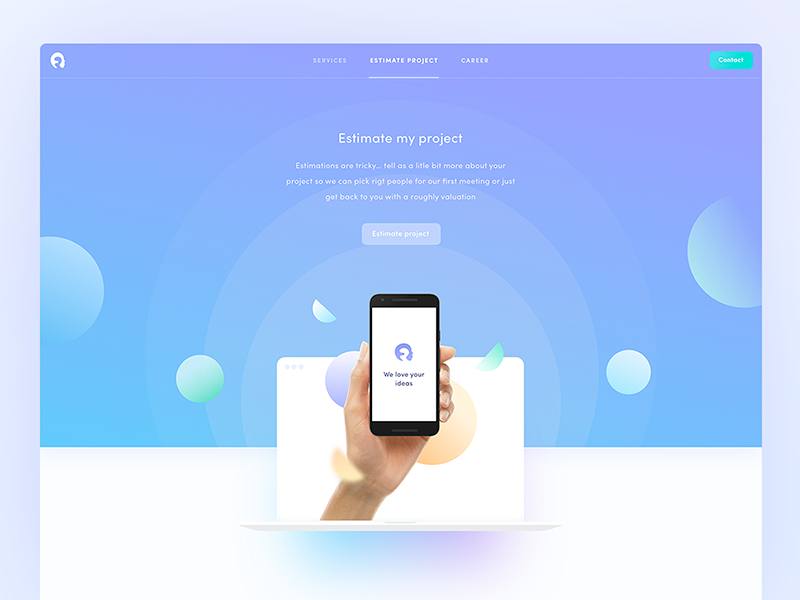 SERVICES
ESTIMATE PROJECT
CAREER
Contact
Estimate my project
Estimations are tricky... tell as a litle bit more about your
project so we can pick rigt people for our first meeting or just
get back to you with a roughly valuation
Estimate project
We love your
ideas